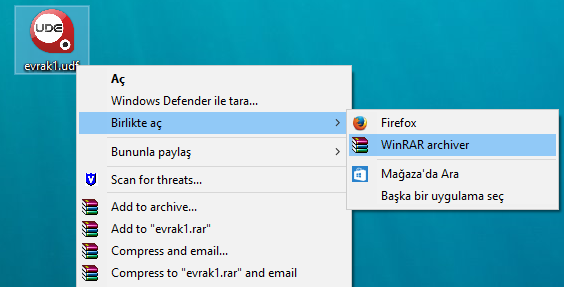 UDE
evrak1.udf
Aç
Windows Defender ile tara...
Birlikte aç
Bununla paylaş
Scan for threats...
Add to archive...
Add to "evrak1.rar"
Compress and email...
Compress to "evrak1.rar" and email
Firefox
WinRAR archiver
Mağaza'da Ara
Başka bir uygulama seç